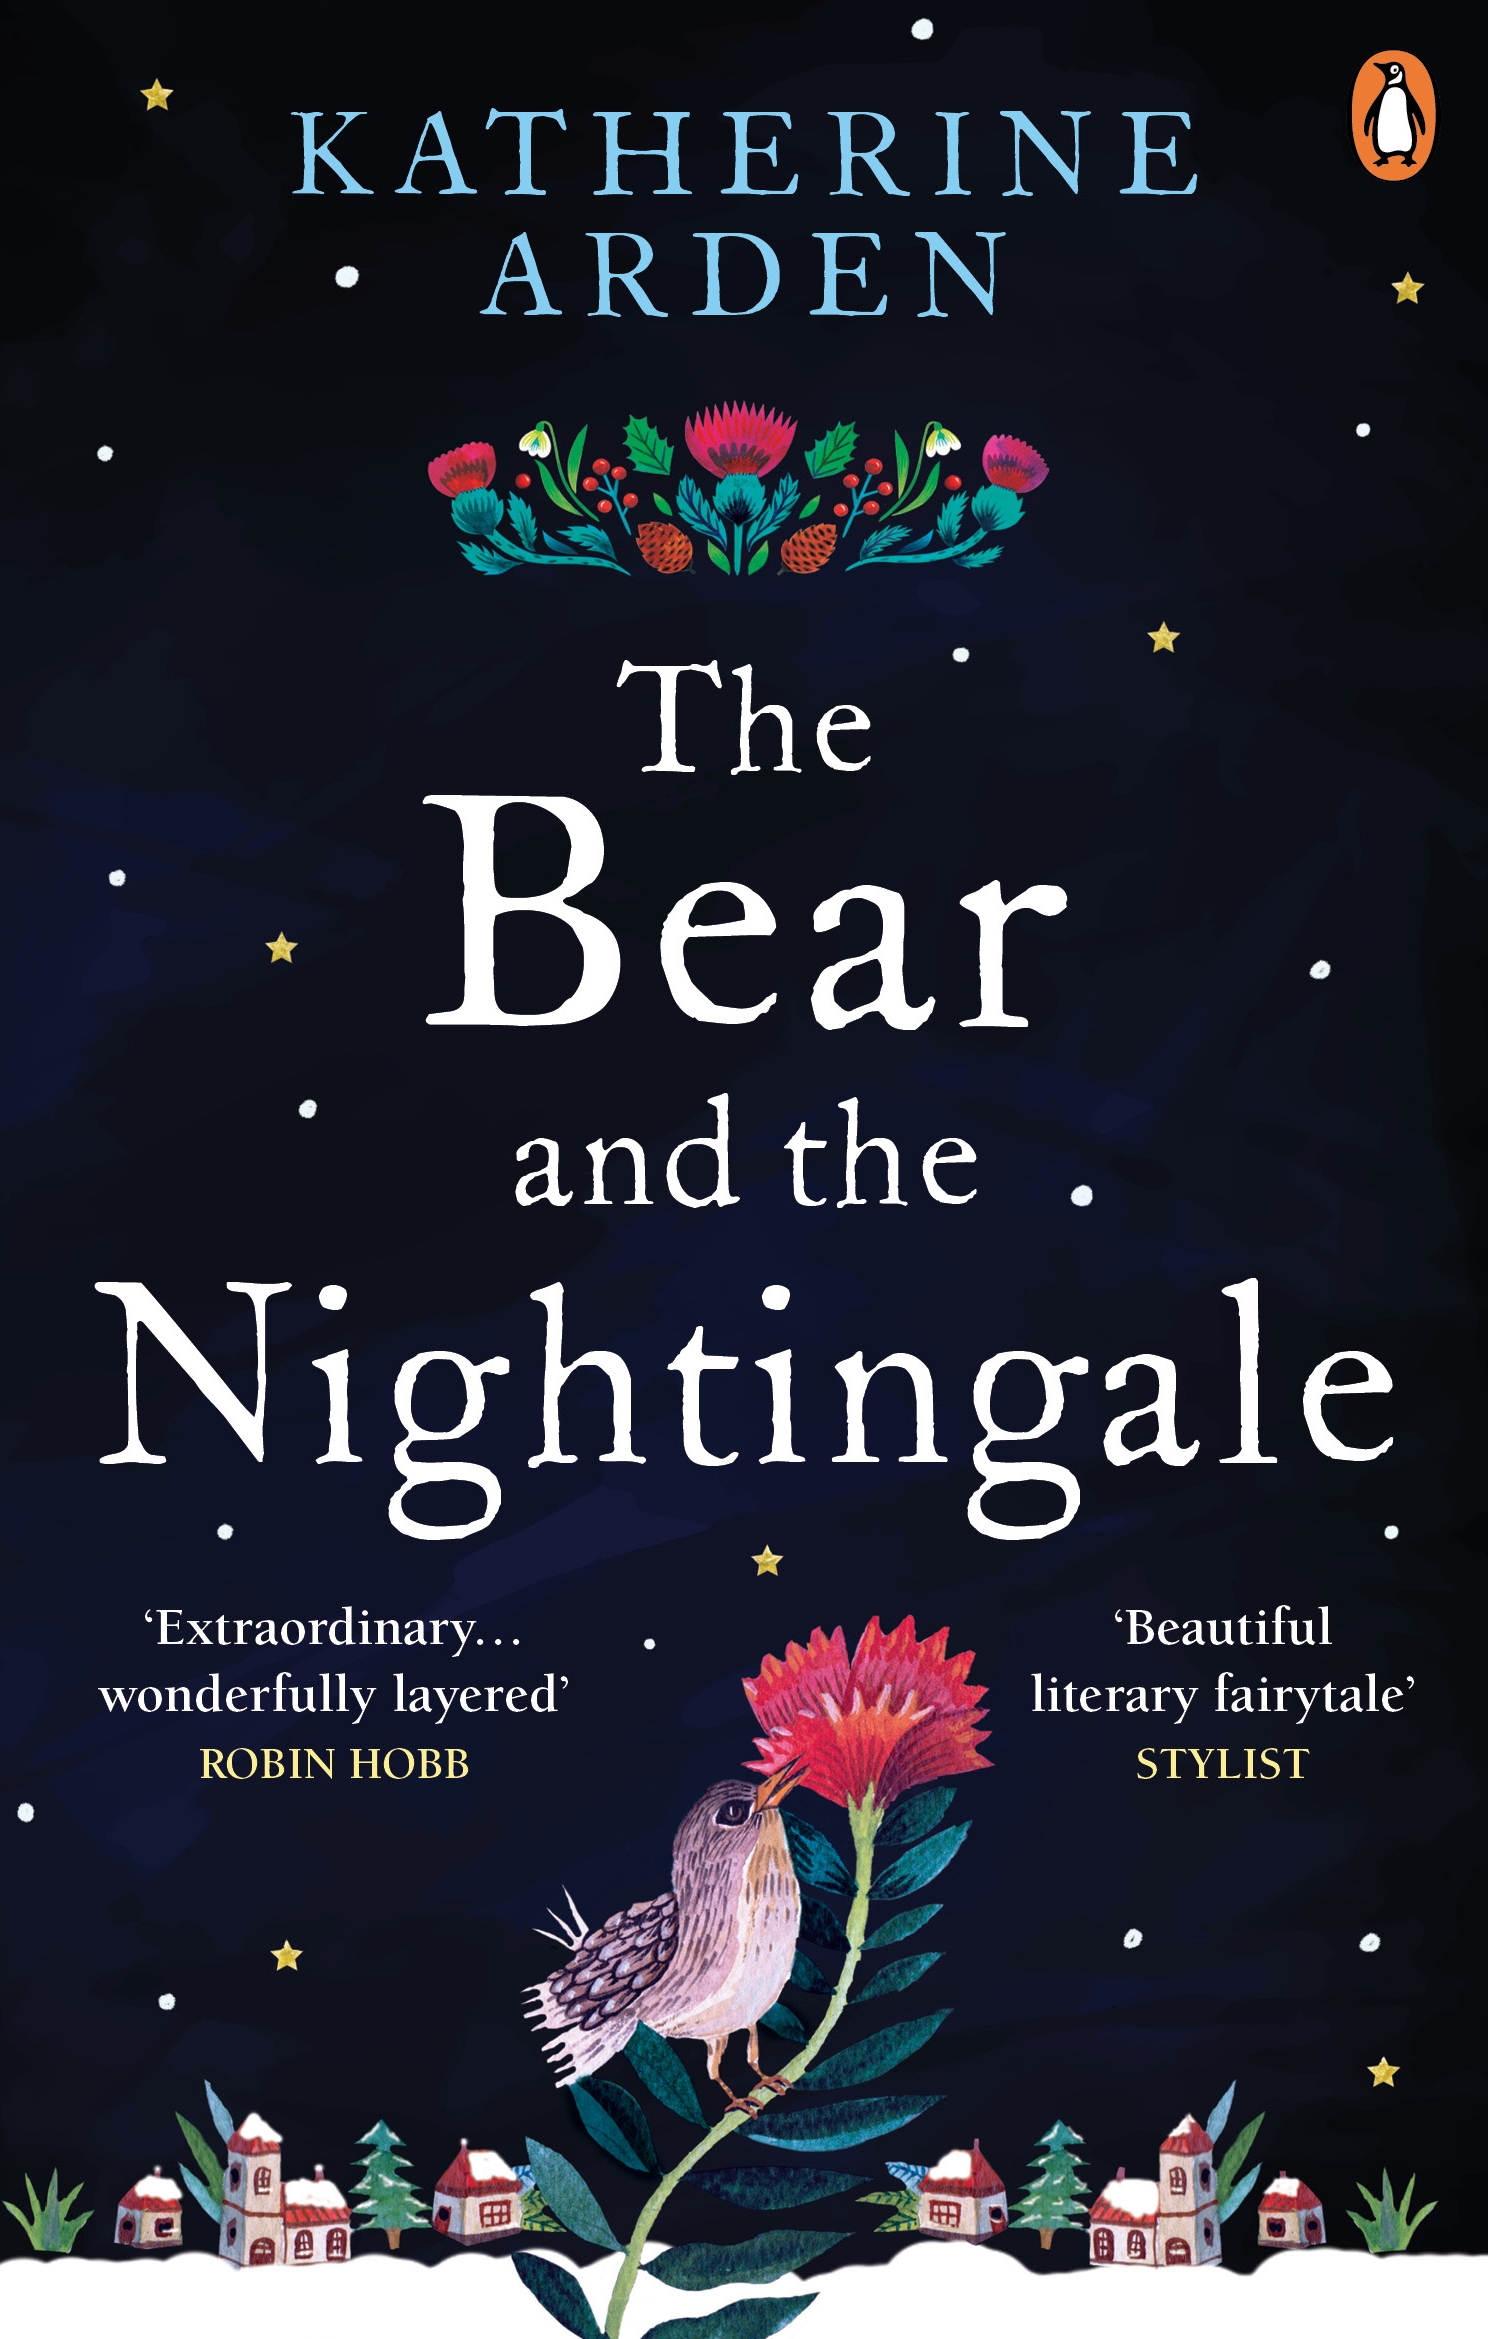 KATHERINE
ARDEN
The
Bear
and the
Nightingale
‘Extraordinary…
wonderfully layered’
ROBIN HOBB
‘Beautiful
literary fairytale’
STYLIST